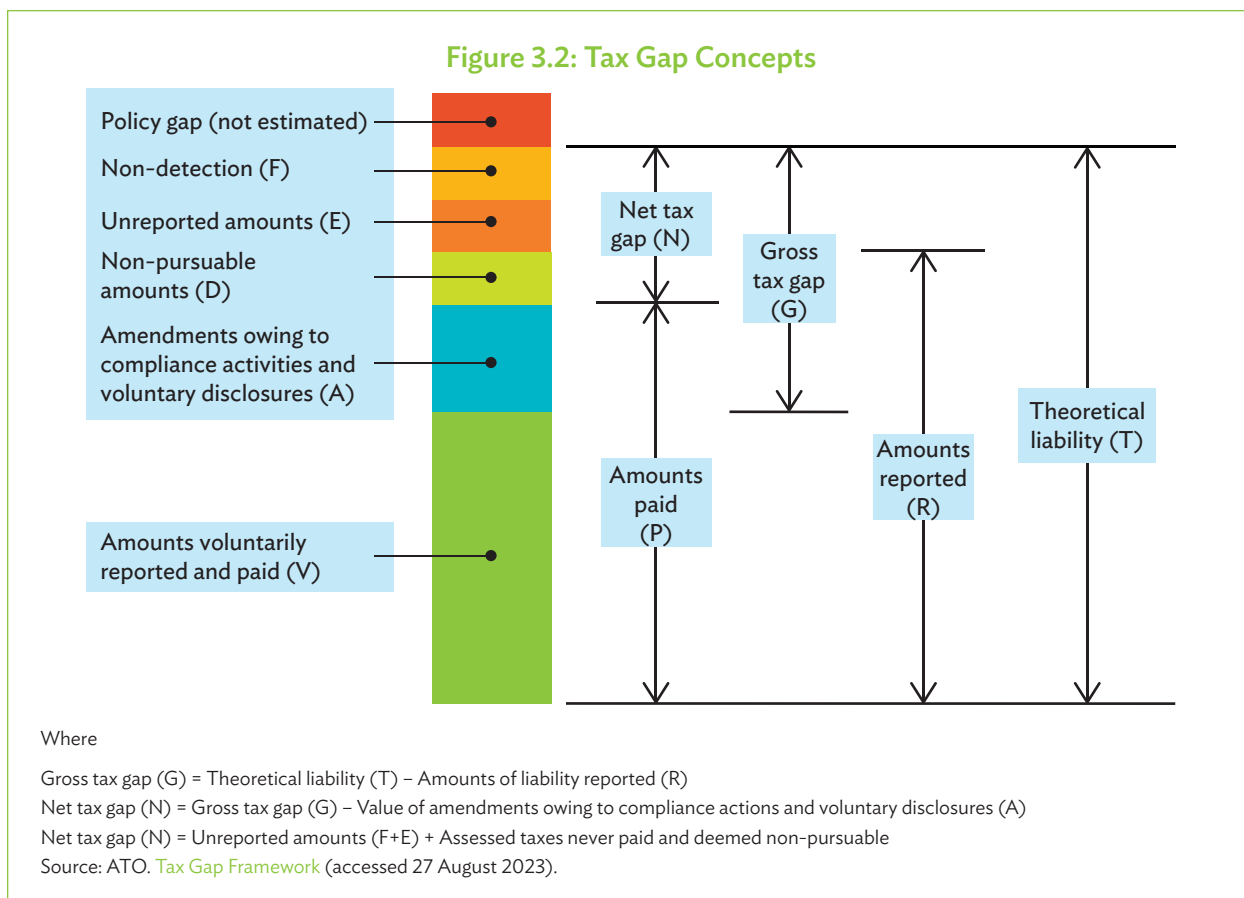 Figure 3.2: Tax Gap Concepts
Policy gap (not estimated)
Non-detection (F)
Unreported amounts (E)
Non-pursuable
amounts (D)
Amendments owing to
compliance activities and
voluntary disclosures (A)
Amounts voluntarily
reported and paid (V)
Net tax
gap (N)
Amounts
paid
(P)
Gross
tax gap
(G)
Amounts
reported
(R)
Theoretical
liability (T)
Where
Gross tax gap (G) = Theoretical liability (T) – Amounts of liability reported (R)
Net tax gap (N) = Gross tax gap (G) – Value of amendments owing to compliance actions and voluntary disclosures (A)
Net tax gap (N) = Unreported amounts (F+E) + Assessed taxes never paid and deemed non-pursuable
Source: ATO. Tax Gap Framework (accessed 27 August 2023).